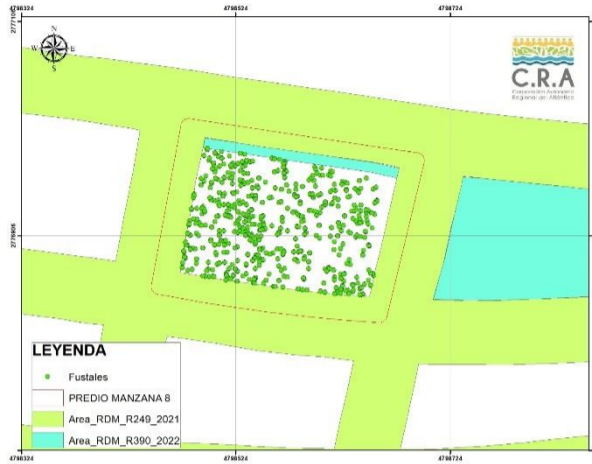 4798324
4798524
4798724
N
W E
S
C.R.A
Corporación Autónoma
Regional del Atlántico
LEYENDA
Fustales
PREDIO MANZANA 8
Area_RDM_R249_2021
Area_RDM_R390_2022
4798324
4798524
4798724